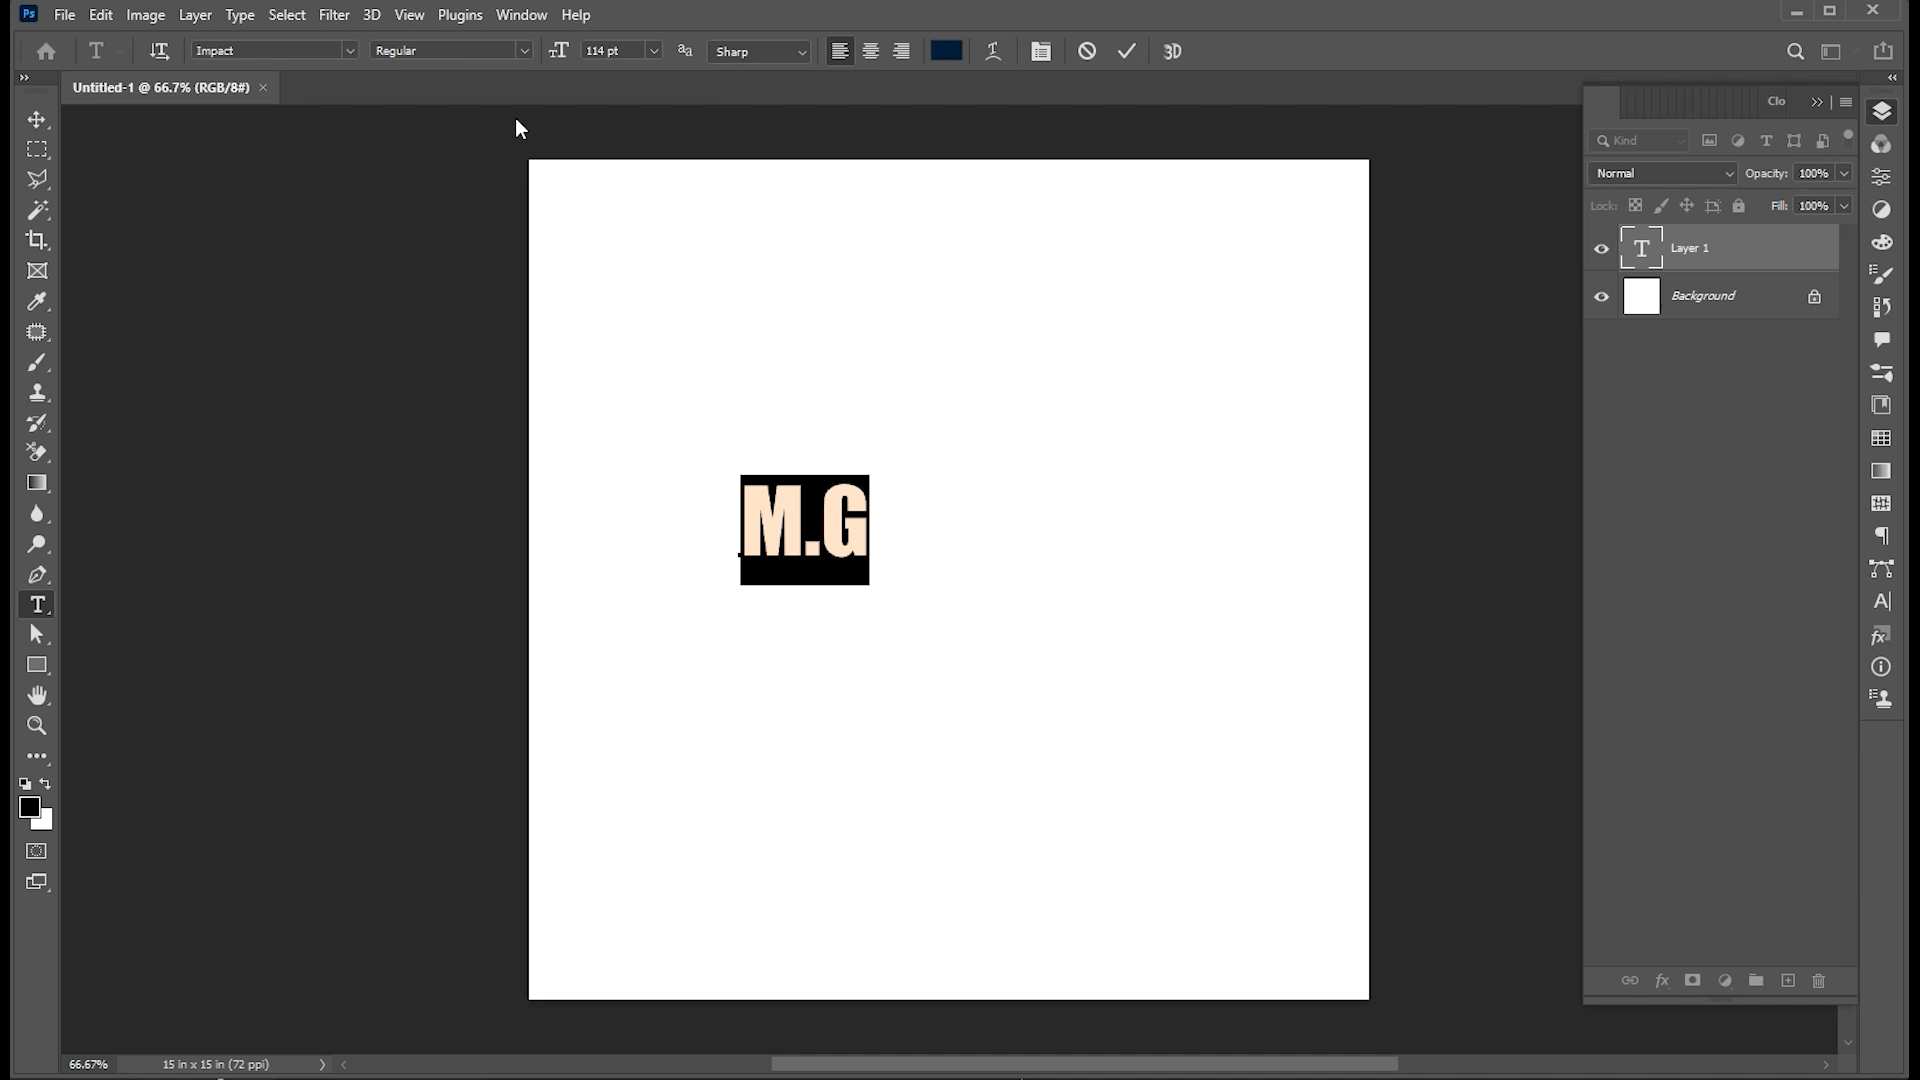 Ps File Edit Image Layer Type Select Filter 3D View Plugins Window Help
T Impact Regular 114 pt Sharp 3D
Untitled-1 @ 66.7% (RGB/8#)
Clo
Kind
Normal Opacity: 100%
Lock: Fill: 100%
T Layer 1
Background
M.G
66.67% 15 in x 15 in (72 ppi)